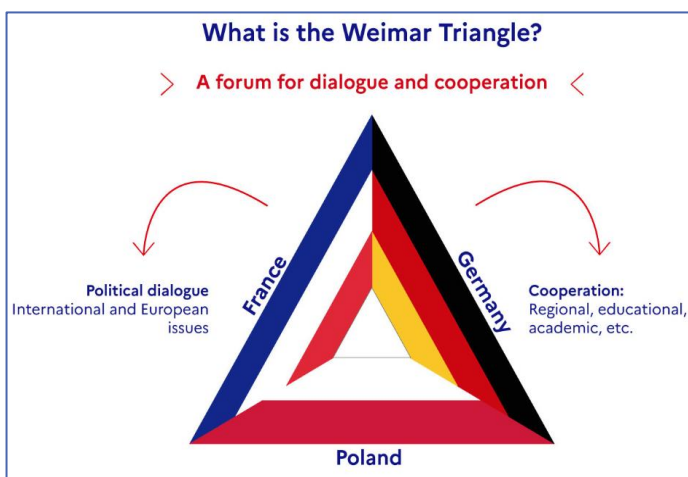 What is the Weimar Triangle?
A forum for dialogue and cooperation
France
Germany
Political dialogue
International and European
issues
Cooperation:
Regional, educational,
academic, etc.
Poland